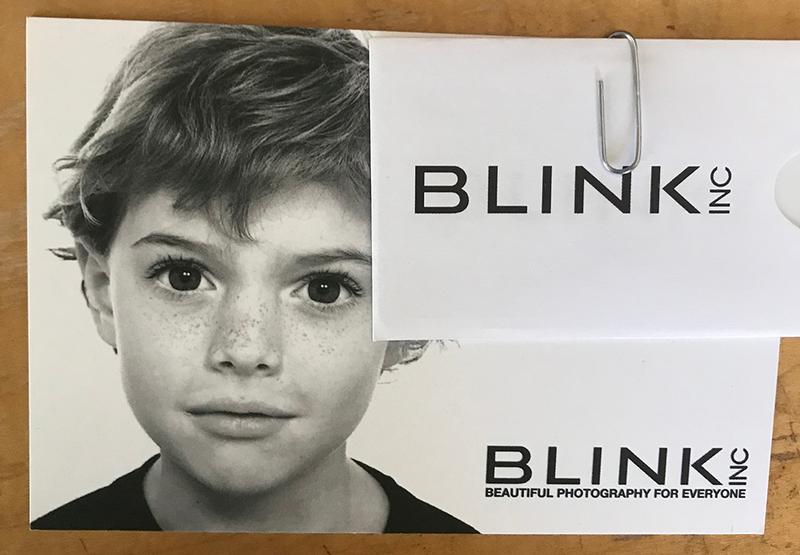 BLINK INC
BLINK INC
BEAUTIFUL PHOTOGRAPHY FOR EVERYONE